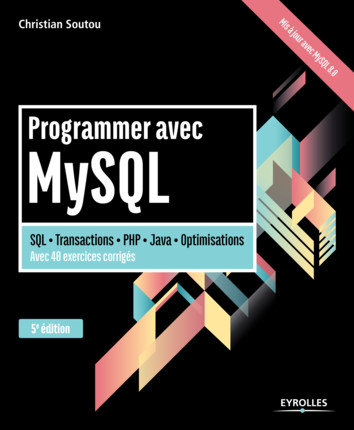 Christian Soutou
Mis à jour avec MySQL 8.0
Programmer avec
MySQL
SQL • Transactions • PHP • Java • Optimisations
Avec 40 exercices corrigés
5e édition
EYROLLES